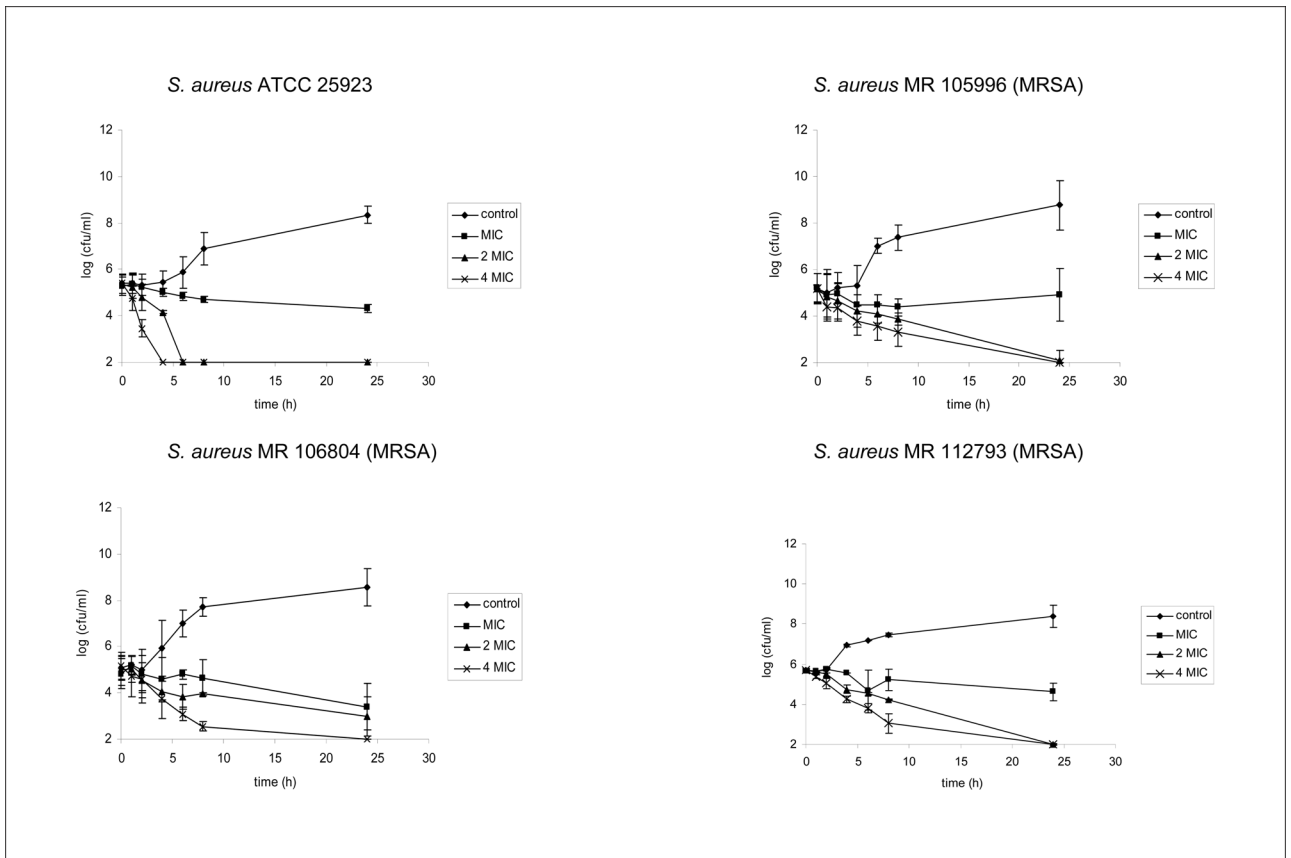 S. aureus ATCC 25923
12
10
8
6
4
2
log (cfu/ml)
0 5 10 15 20 25 30
time (h)
control
MIC
2 MIC
4 MIC
S. aureus MR 105996 (MRSA)
12
10
8
6
4
2
log (cfu/ml)
0 5 10 15 20 25 30
time (h)
control
MIC
2 MIC
4 MIC
S. aureus MR 106804 (MRSA)
12
10
8
6
4
2
log (cfu/ml)
0 5 10 15 20 25 30
time (h)
control
MIC
2 MIC
4 MIC
S. aureus MR 112793 (MRSA)
12
10
8
6
4
2
log (cfu/ml)
0 5 10 15 20 25 30
time (h)
control
MIC
2 MIC
4 MIC